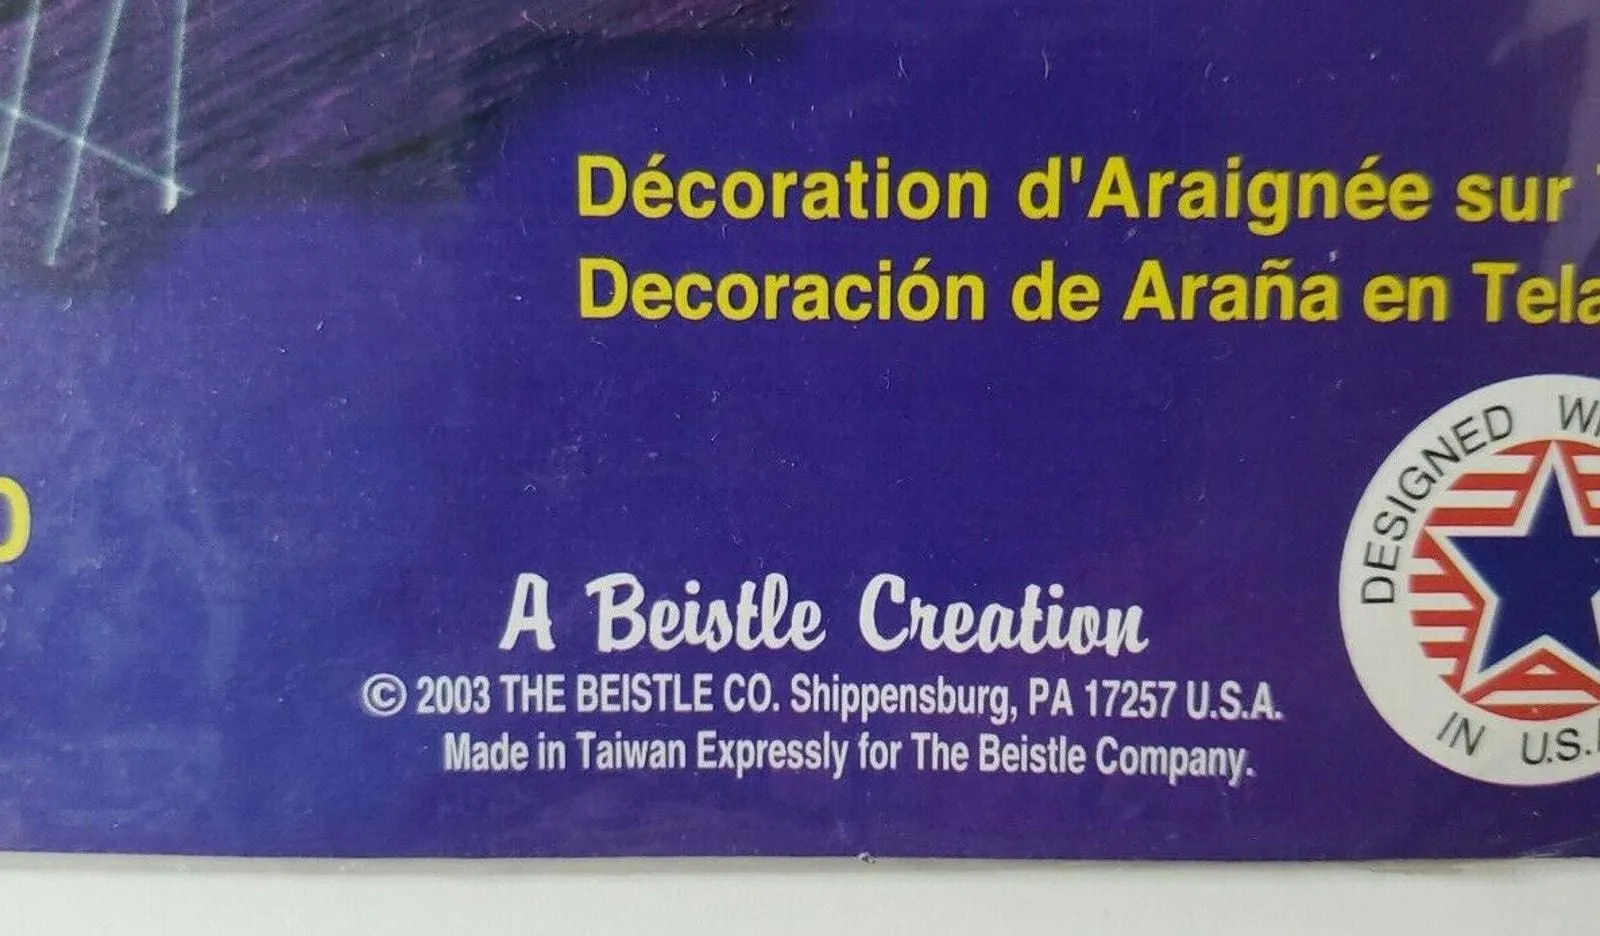 Décoration d'Araignée sur
Decoración de Araña en Tela
A Beistle Creation
© 2003 THE BEISTLE CO. Shippensburg, PA 17257 U.S.A.
Made in Taiwan Expressly for The Beistle Company.
DESIGNED
IN U.S.